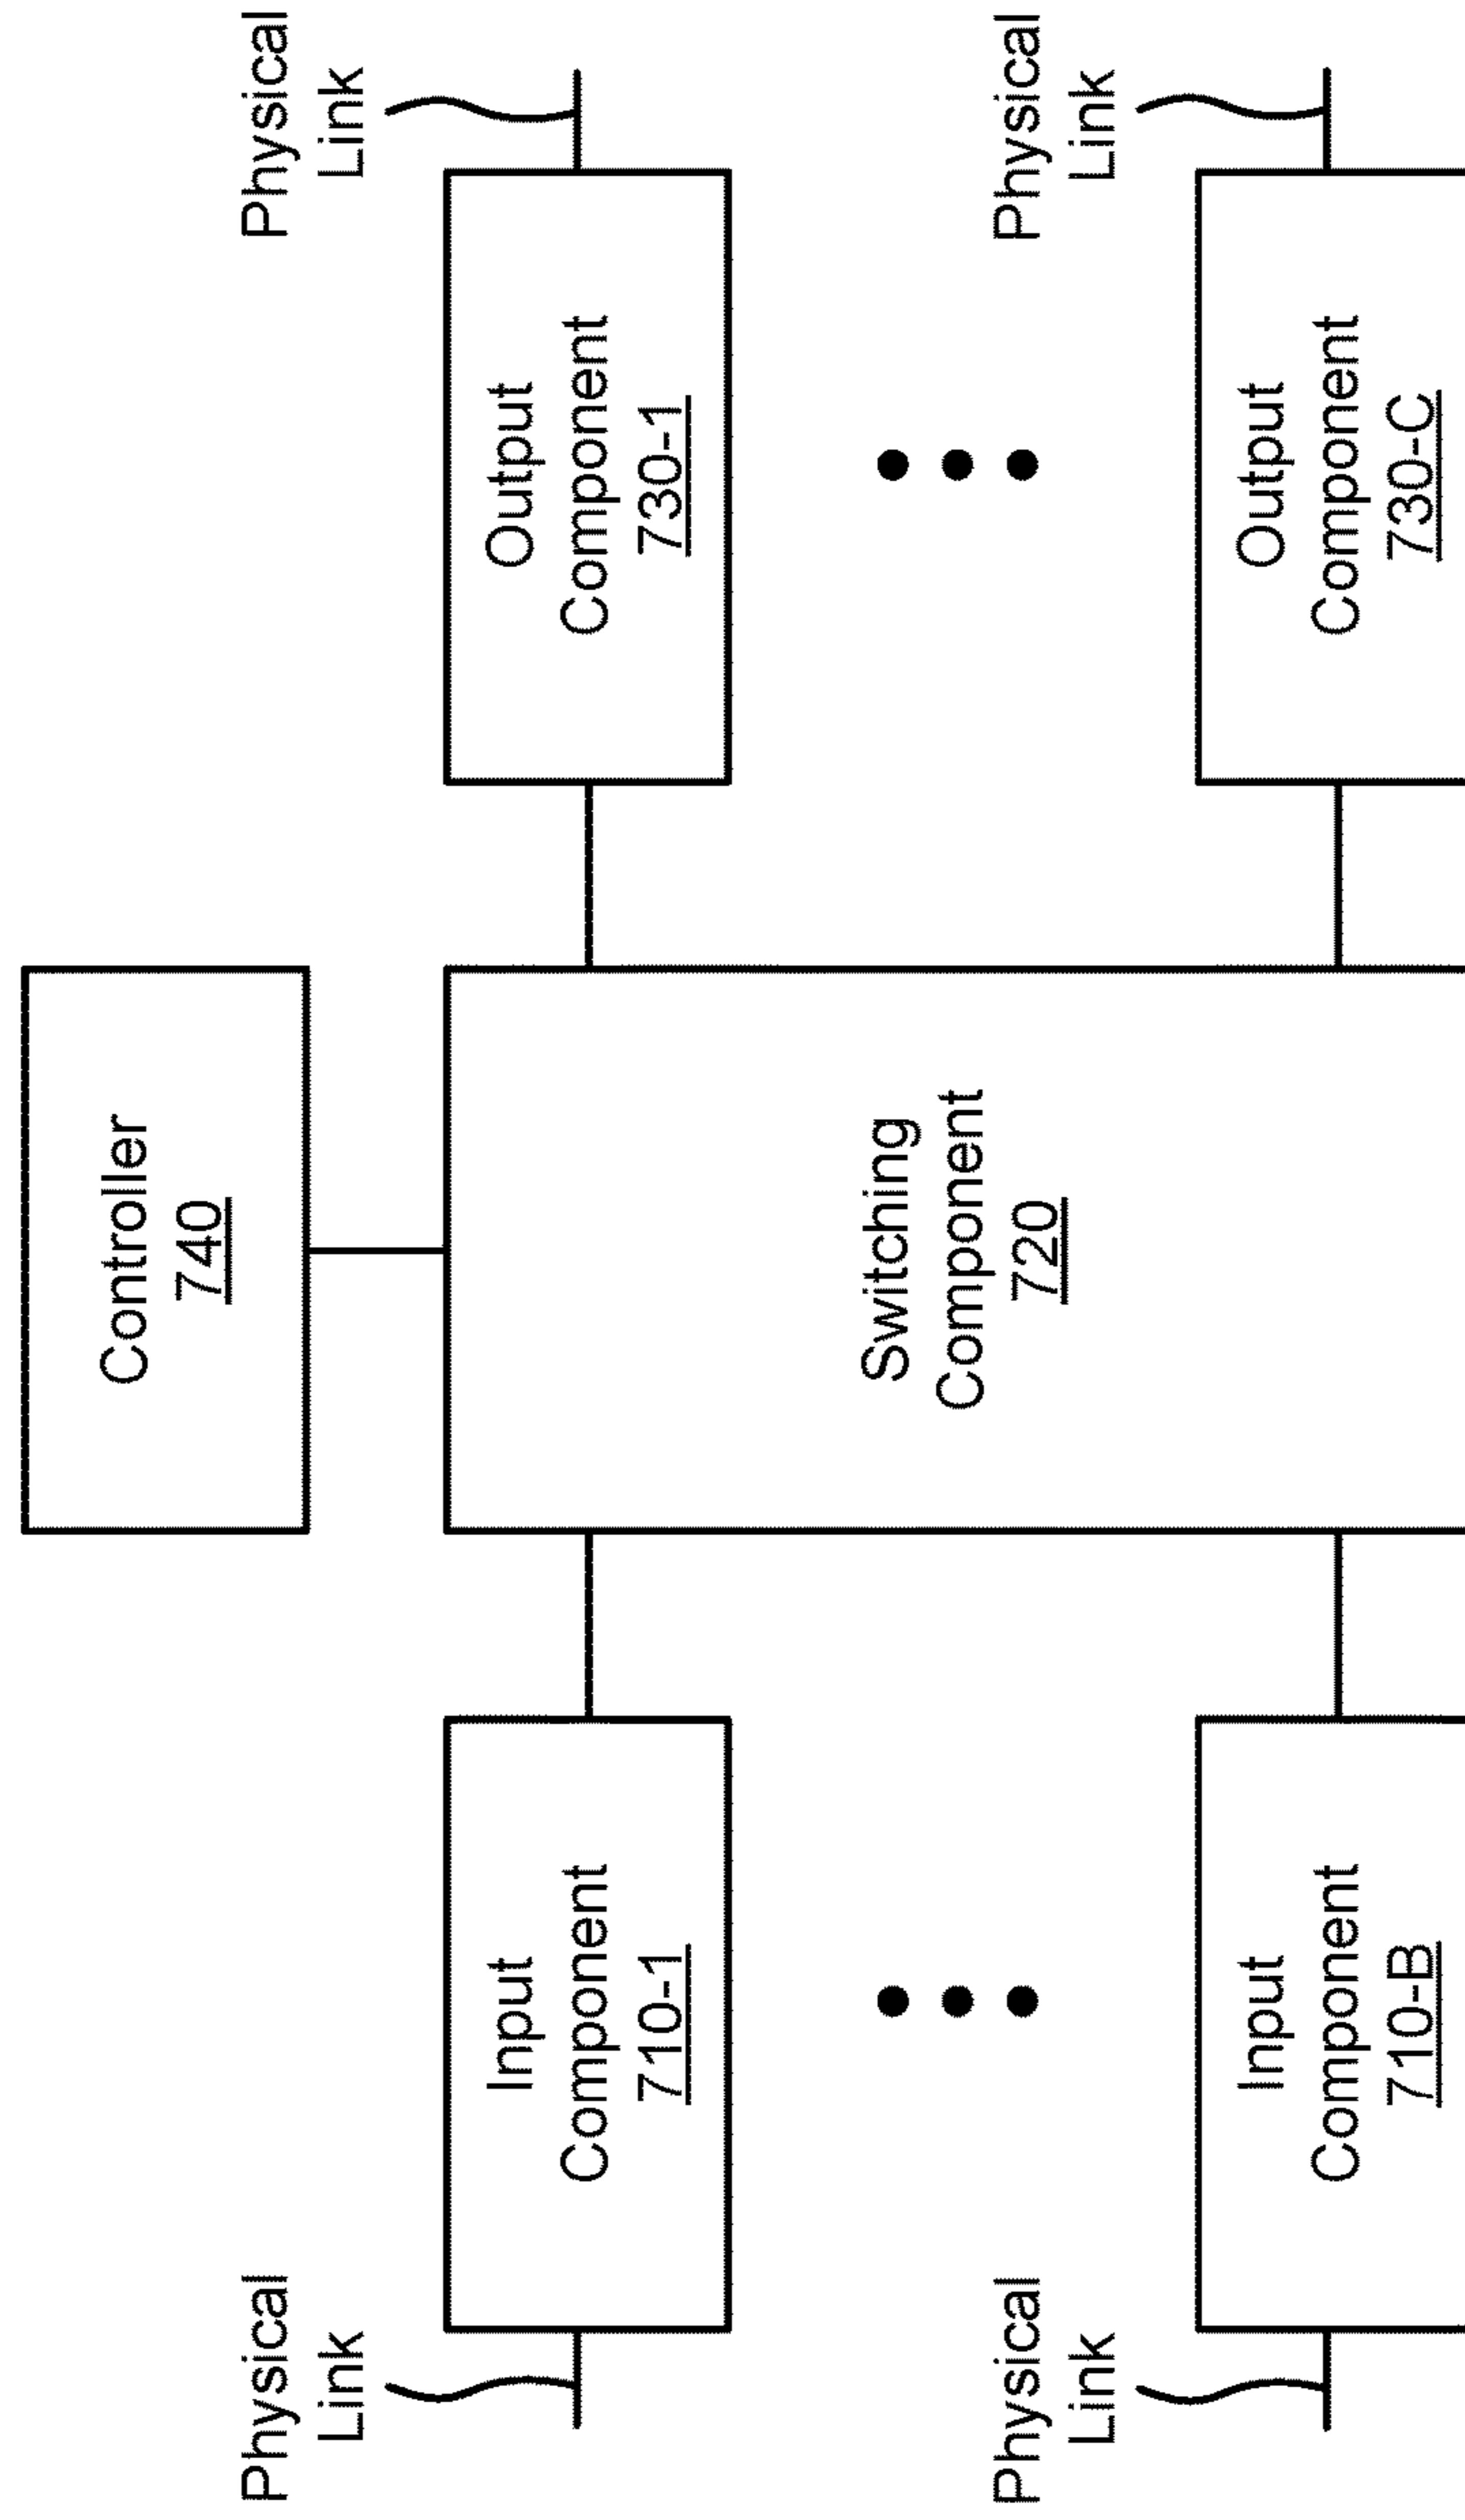 Controller
740
Physical
Link
Physical
Link
Input
Component
710-1
Switching
Component
720
Output
Component
730-1
Physical
Link
Physical
Link
Input
Component
710-B
Output
Component
730-C